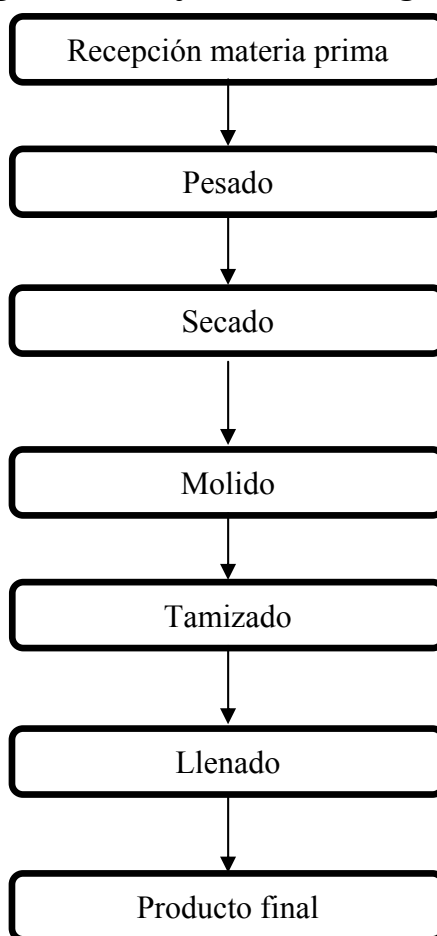 Recepción materia prima
Pesado
Secado
Molido
Tamizado
Llenado
Producto final